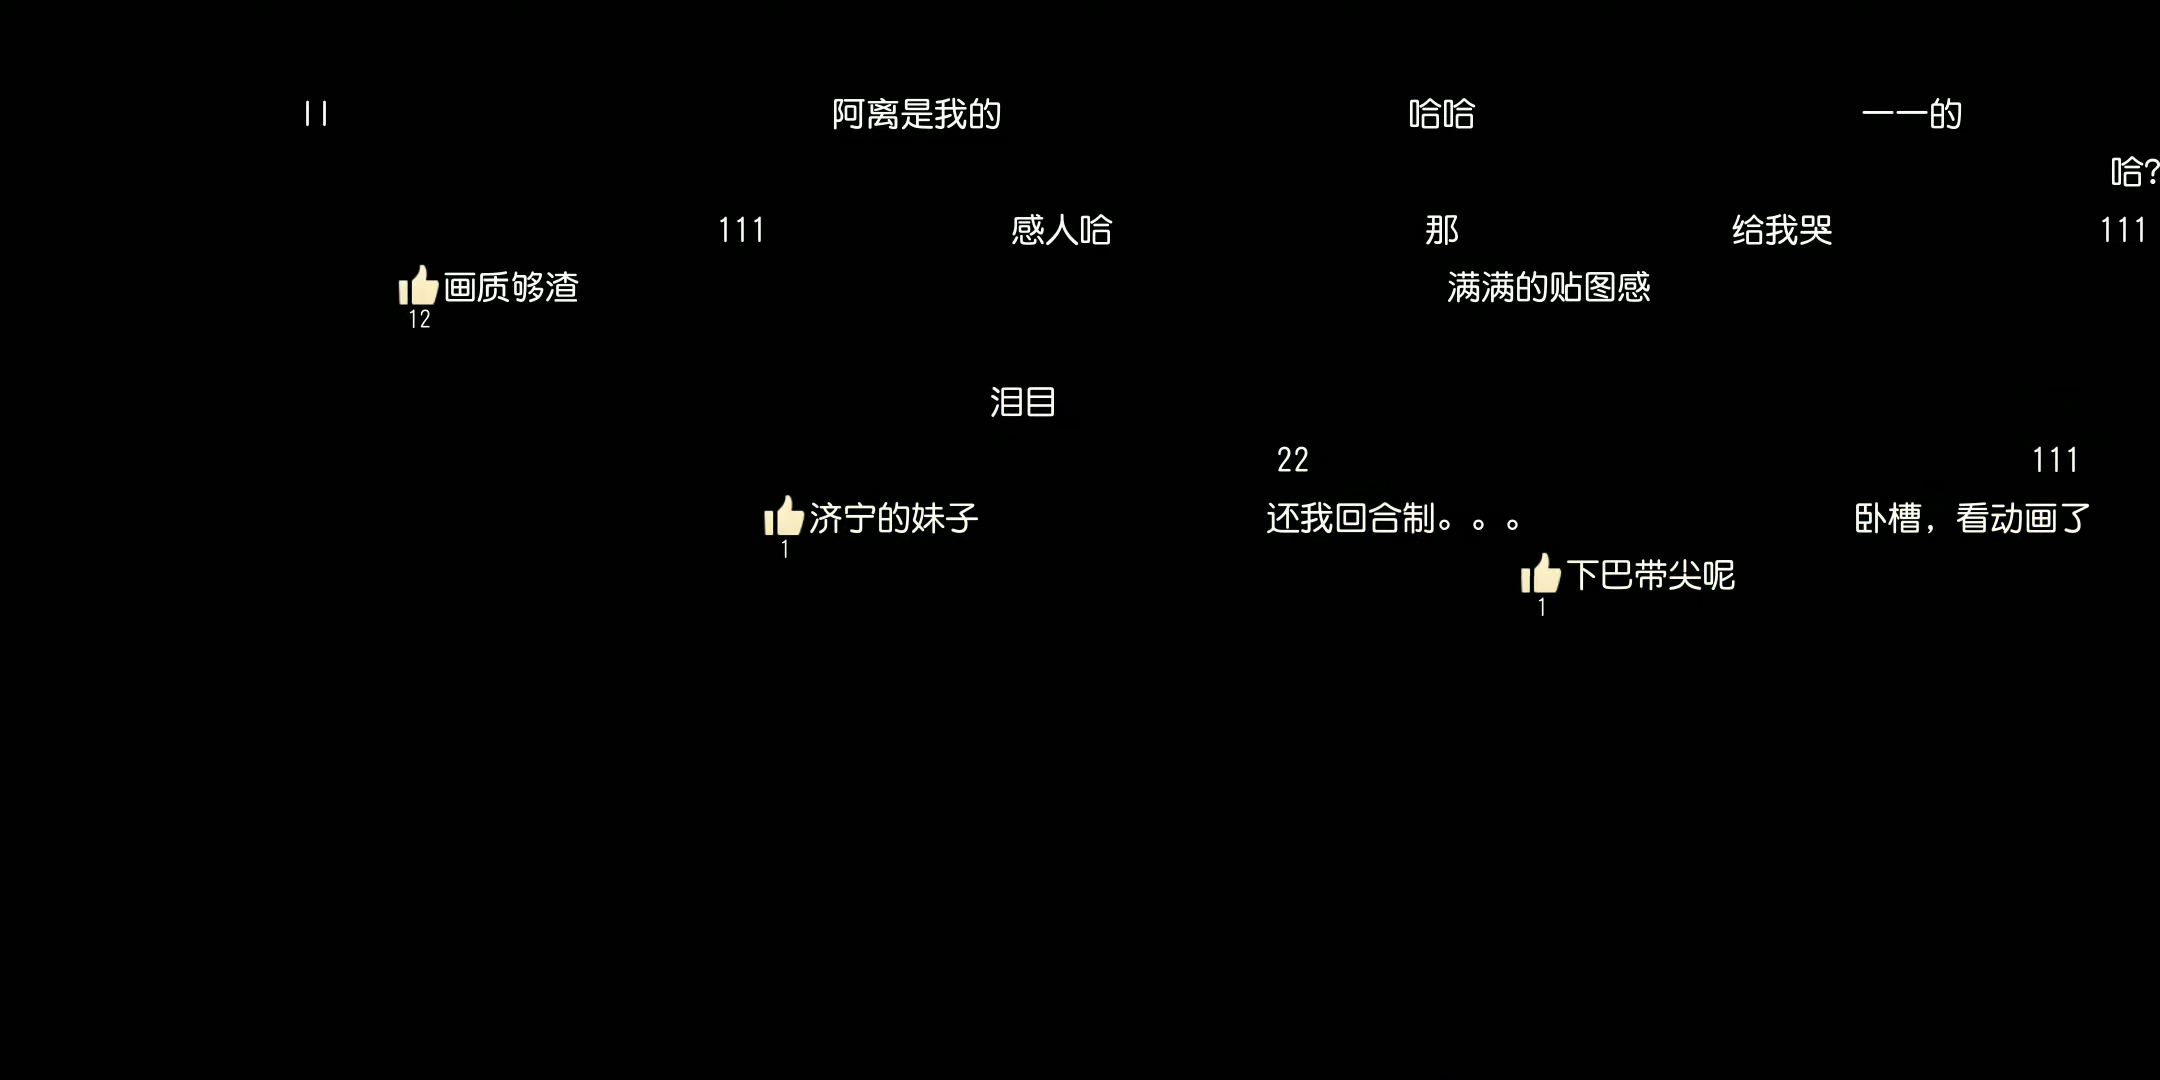 || 阿离是我的 哈哈 一一的
哈?
111 感人哈 那 给我哭 111
画质够渣 满满的贴图感
12
泪目
22 111
济宁的妹子 还我回合制。。。 卧槽，看动画了
1
下巴带尖呢
1